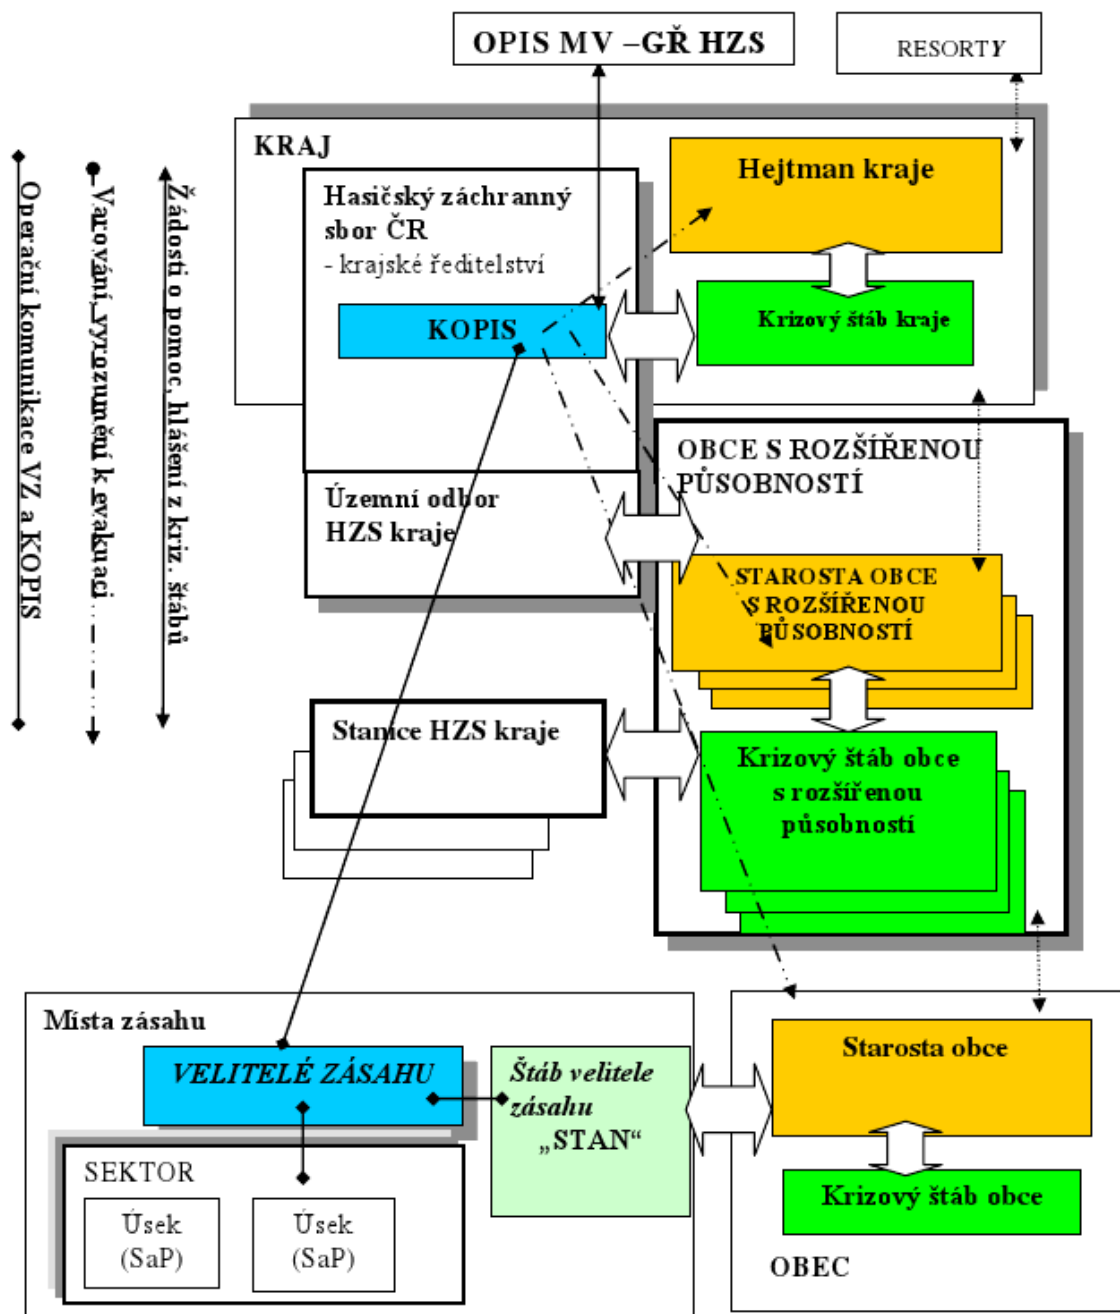 OPIS MV –GŘ HZS
RESORTY
KRAJ
Hasičský záchranný
sbor ČR
- krajské ředitelství
KOPIS
Hejtman kraje
Krizový štáb kraje
Operační komunikace VZ a KOPIS
Varování, vyrozumění k evakuaci
Žádosti o pomoc, hlášení z kriz. štábů
Územní odbor
HZS kraje
OBCE S ROZŠÍŘENOU
PŮSOBNOSTÍ
STAROSTA OBCE
S ROZŠÍŘENOU
PŮSOBNOSTÍ
Stanice HZS kraje
Krizový štáb obce
s rozšířenou
působností
Místa zásahu
VELITELÉ ZÁSAHU
Štáb velitele
zásahu
„STAN“
SEKTOR
Úsek
(SaP)
Úsek
(SaP)
Starosta obce
Krizový štáb obce
OBEC